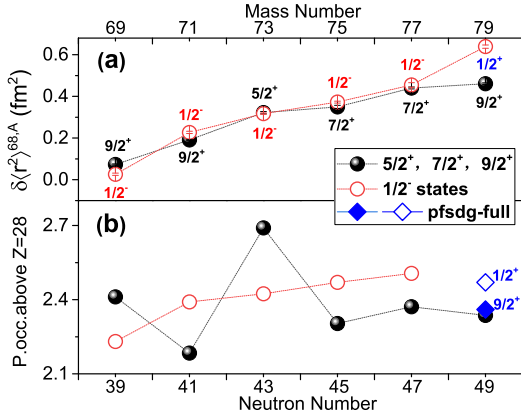 Mass Number
69 71 73 75 77 79
(a)
δ⟨r²⟩⁶⁸,ᴬ (fm²)
0.6
0.4
0.2
0.0
9/2⁺
1/2⁻
1/2⁻
9/2⁺
5/2⁺
1/2⁻
1/2⁻
7/2⁺
1/2⁻
7/2⁺
1/2⁺
9/2⁺
5/2⁺, 7/2⁺, 9/2⁺
1/2⁻ states
pfsdg-full
(b)
P.occ.above Z=28
2.7
2.4
2.1
1/2⁺
9/2⁺
39 41 43 45 47 49
Neutron Number